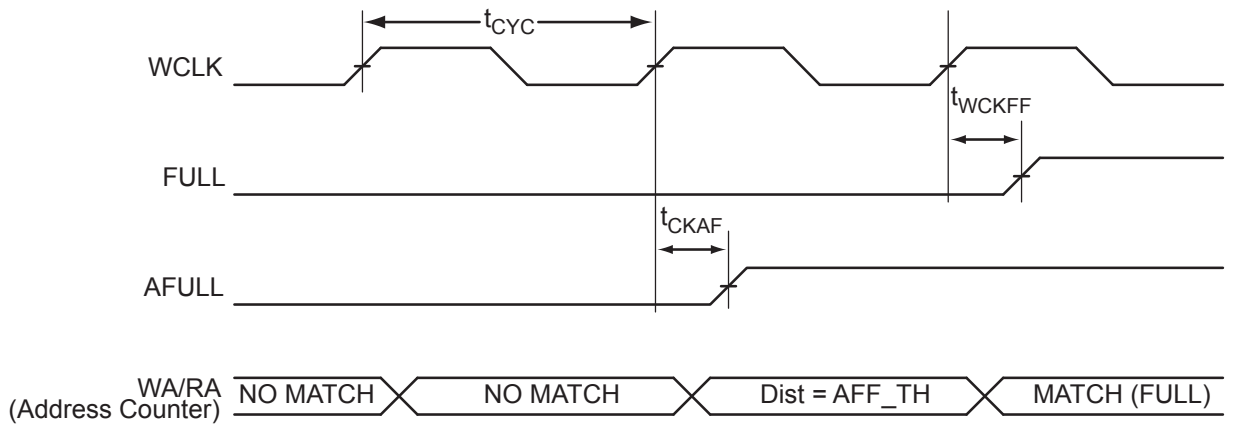 tCYC
WCLK
tWCKFF
FULL
tCKAF
AFULL
WA/RA
(Address Counter)
NO MATCH
NO MATCH
Dist = AFF_TH
MATCH (FULL)